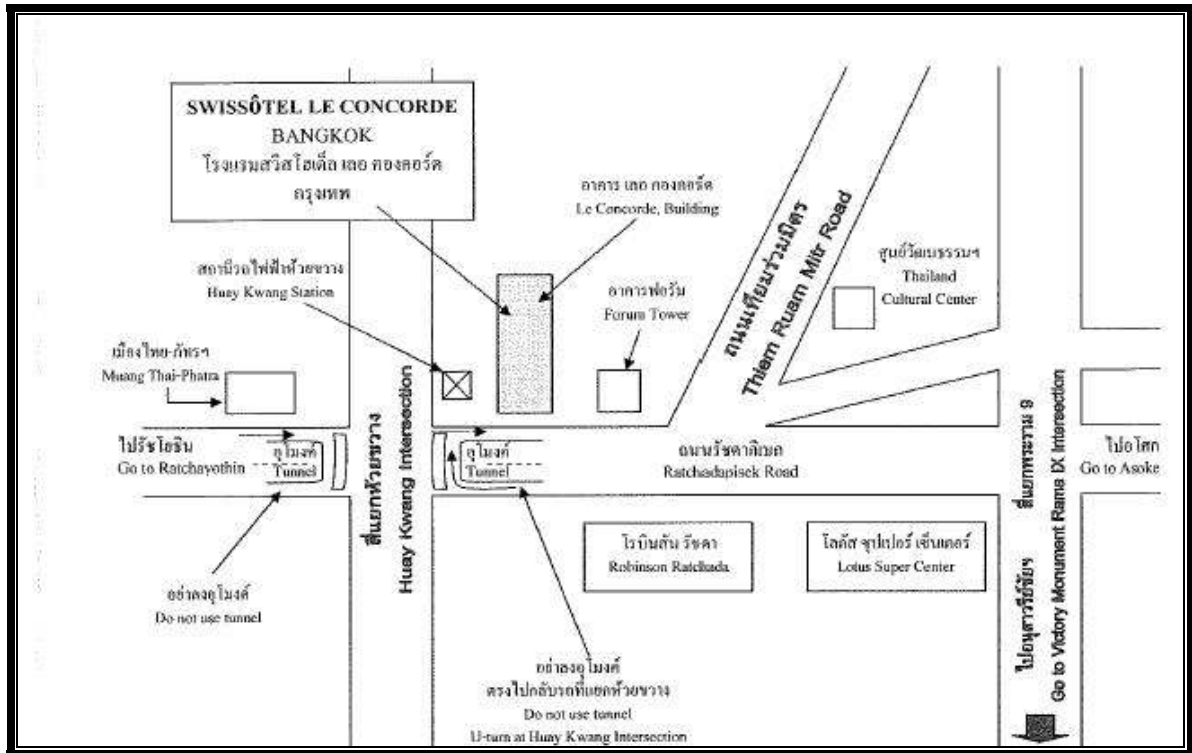 SWISSÔTEL LE CONCORDE
BANGKOK
โรงแรมสวิสโฮเต็ล เลอ คองคอร์ด
กรุงเทพ
อาคาร เลอ คองคอร์ด
Le Concorde, Building
สถานีรถไฟฟ้าห้วยขวาง
Huay Kwang Station
อาคารฟอรั่ม
Forum Tower
ถนนเทียมร่วมมิตร
Thiem Ruam Mitr Road
ศูนย์วัฒนธรรมฯ
Thailand
Cultural Center
เมืองไทย-ภัทรฯ
Muang Thai-Phatra
ไปรัชโยธิน
Go to Ratchayothin
อุโมงค์
Tunnel
สี่แยกห้วยขวาง
Huay Kwang Intersection
อุโมงค์
Tunnel
ถนนรัชดาภิเษก
Ratchadapisek Road
สี่แยกพระราม 9
ไปอนุสาวรีย์ชัยฯ
Go to Victory Monument Rama IX Intersection
ไปอโศก
Go to Asoke
โรบินสัน รัชดา
Robinson Ratchada
โลตัส ซุปเปอร์ เซ็นเตอร์
Lotus Super Center
อย่าลงอุโมงค์
Do not use tunnel
อย่าลงอุโมงค์
ตรงไปกลับรถที่แยกห้วยขวาง
Do not use tunnel
U-turn at Huay Kwang Intersection